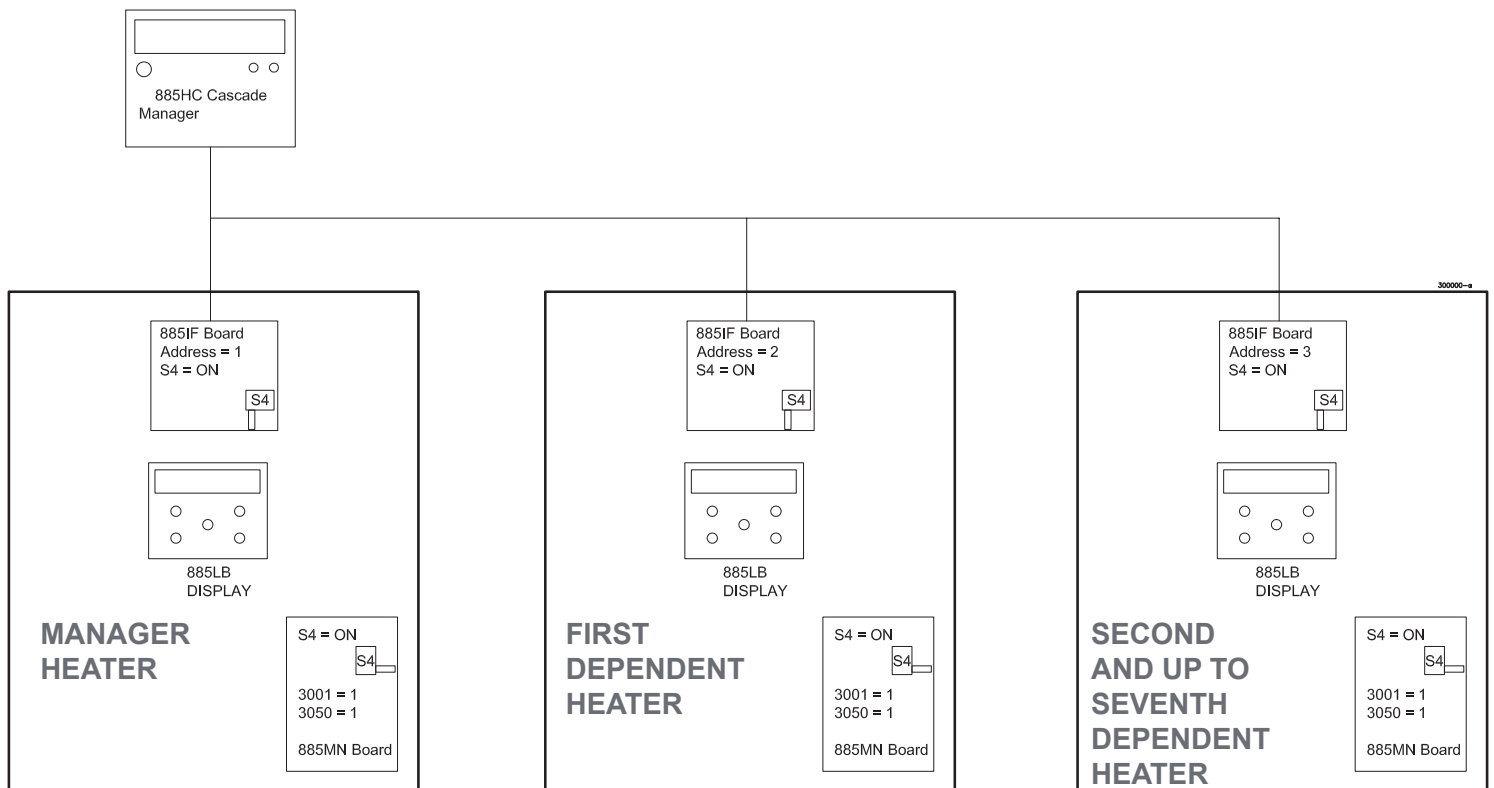 885HC Cascade
Manager
300000-a
885IF Board
Address = 1
S4 = ON
S4
885LB
DISPLAY
MANAGER
HEATER
S4 = ON
S4
3001 = 1
3050 = 1
885MN Board
885IF Board
Address = 2
S4 = ON
S4
885LB
DISPLAY
FIRST
DEPENDENT
HEATER
S4 = ON
S4
3001 = 1
3050 = 1
885MN Board
885IF Board
Address = 3
S4 = ON
S4
885LB
DISPLAY
SECOND
AND UP TO
SEVENTH
DEPENDENT
HEATER
S4 = ON
S4
3001 = 1
3050 = 1
885MN Board